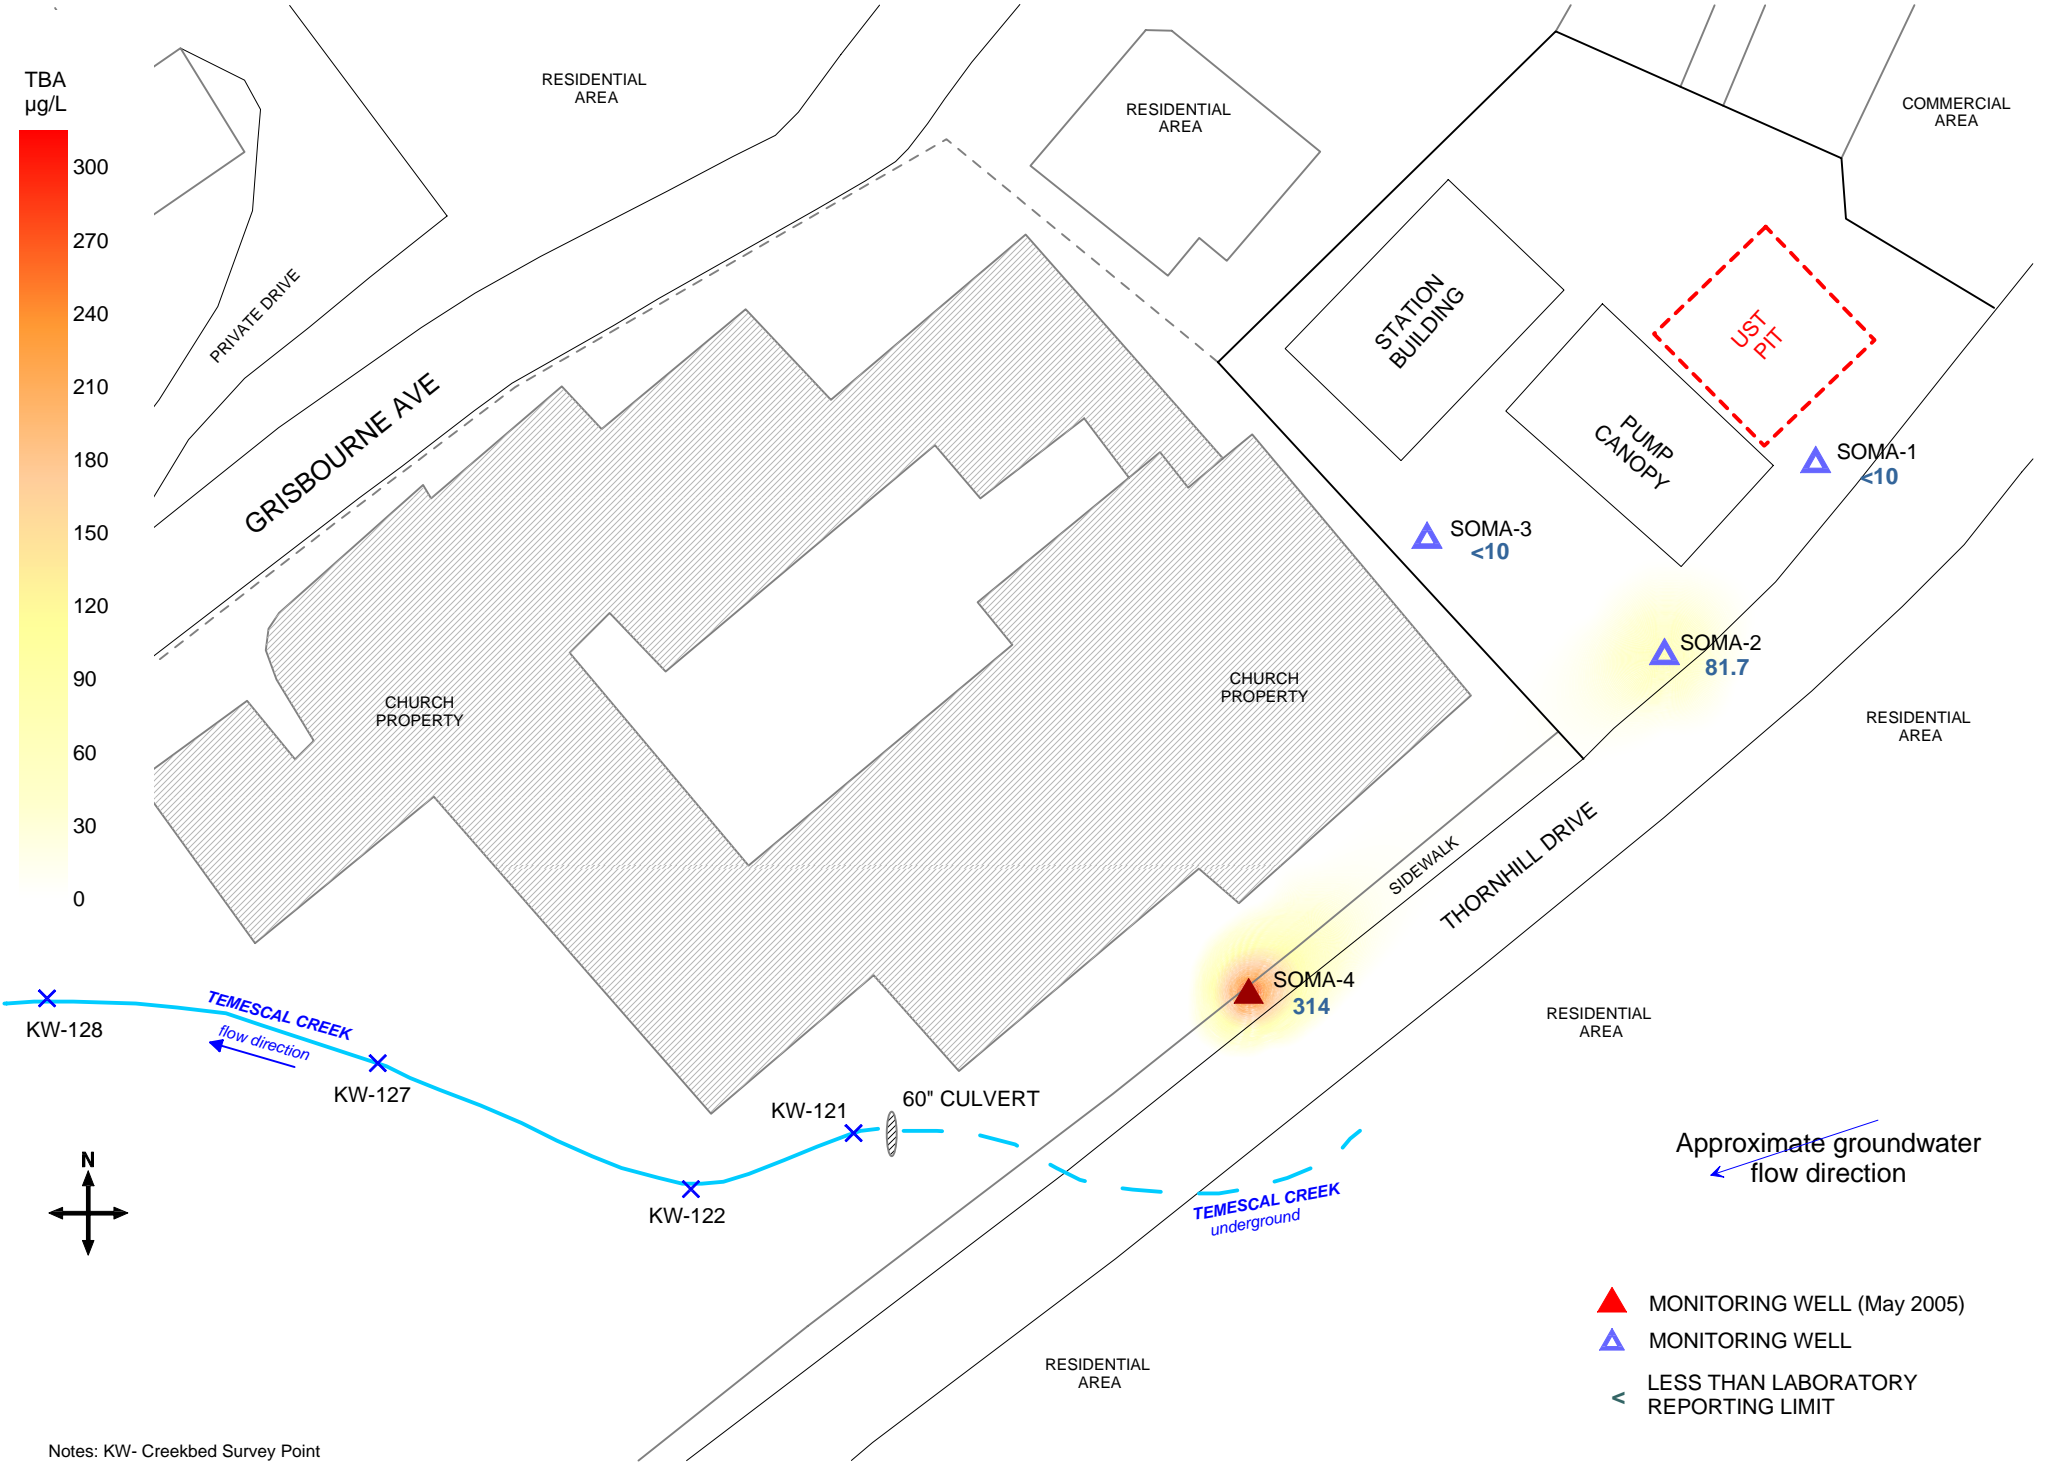 TBA
µg/L
300
270
240
210
180
150
120
90
60
30
0
RESIDENTIAL
AREA
RESIDENTIAL
AREA
COMMERCIAL
AREA
PRIVATE DRIVE
GRISBOURNE AVE
STATION
BUILDING
UST
PIT
PUMP
CANOPY
SOMA-1
<10
SOMA-3
<10
SOMA-2
81.7
CHURCH
PROPERTY
CHURCH
PROPERTY
RESIDENTIAL
AREA
SIDEWALK
THORNHILL DRIVE
SOMA-4
314
RESIDENTIAL
AREA
TEMESCAL CREEK
flow direction
KW-128
KW-127
KW-121
60" CULVERT
KW-122
TEMESCAL CREEK
underground
Approximate groundwater
flow direction
N
MONITORING WELL (May 2005)
MONITORING WELL
< LESS THAN LABORATORY
REPORTING LIMIT
RESIDENTIAL
AREA
Notes: KW- Creekbed Survey Point